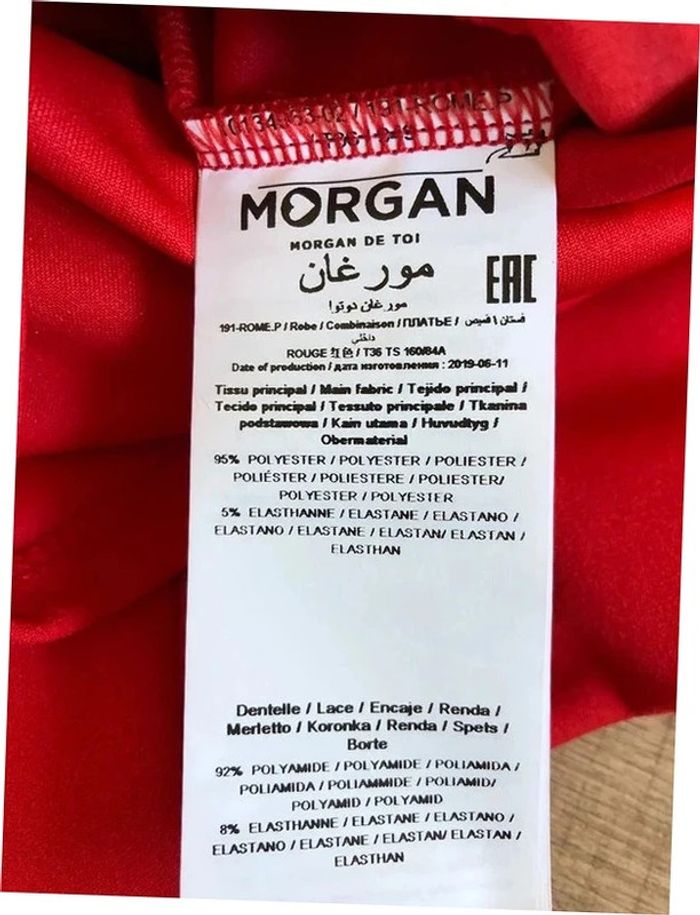 191-ROME.P
MORGAN
MORGAN DE TOI
مورغان
EAC
مورغان دوتوا
191-ROME.P / Robe / Combinaison / ПЛАТЬЕ / فستان \ قميص
داخلي
ROUGE 红色 / T36 TS 160/84A
Date of production / дата изготовления : 2019-06-11
Tissu principal / Main fabric / Tejido principal /
Tecido principal / Tessuto principale / Tkanina
podstawowa / Kain utama / Huvudtyg /
Obermaterial
95% POLYESTER / POLYESTER / POLIESTER /
POLIÉSTER / POLIESTERE / POLIESTER/
POLYESTER / POLYESTER
5% ELASTHANNE / ELASTANE / ELASTANO /
ELASTANO / ELASTANE / ELASTAN/ ELASTAN /
ELASTHAN
Dentelle / Lace / Encaje / Renda /
Merletto / Koronka / Renda / Spets /
Borte
92% POLYAMIDE / POLYAMIDE / POLIAMIDA /
POLIAMIDA / POLIAMMIDE / POLIAMID/
POLYAMID / POLYAMID
8% ELASTHANNE / ELASTANE / ELASTANO /
ELASTANO / ELASTANE / ELASTAN/ ELASTAN /
ELASTHAN